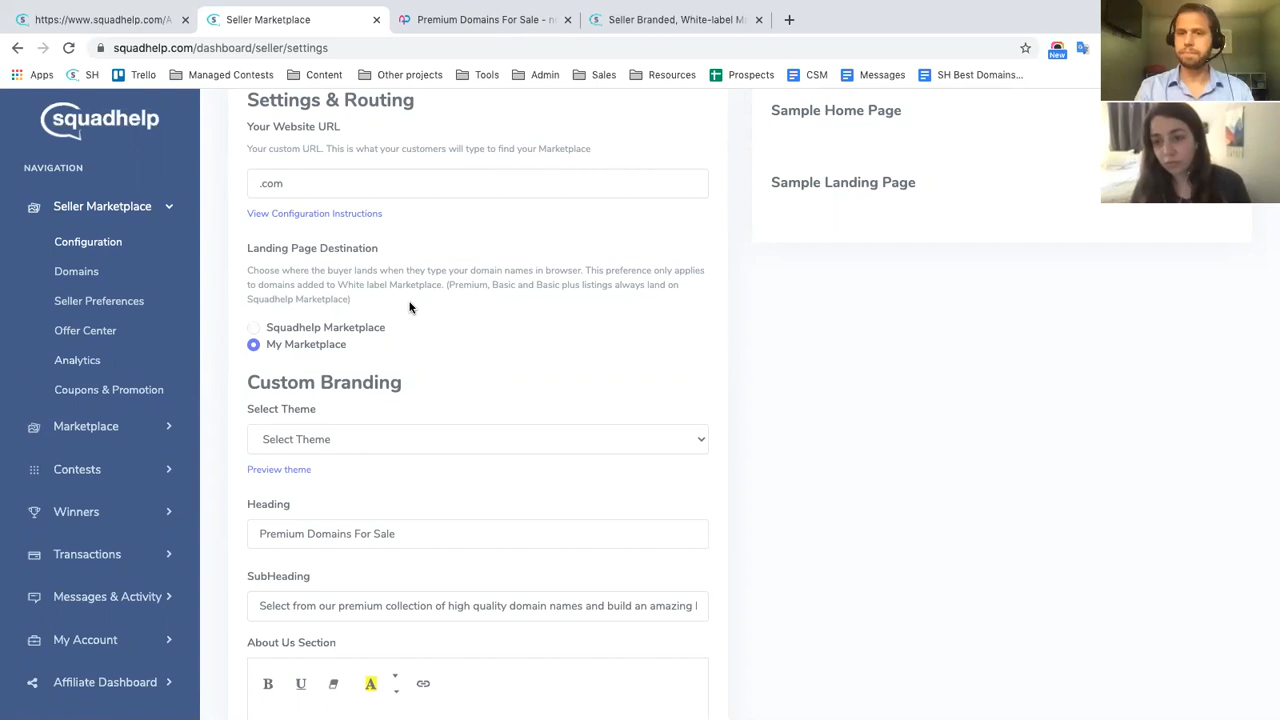 https://www.squadhelp.com/A
Seller Marketplace
Premium Domains For Sale - n
Seller Branded, White-label M
squadhelp.com/dashboard/seller/settings
New
Apps
SH
Trello
Managed Contests
Content
Other projects
Tools
Admin
Sales
Resources
Prospects
CSM
Messages
SH Best Domains...
squadhelp
NAVIGATION
Seller Marketplace
Configuration
Domains
Seller Preferences
Offer Center
Analytics
Coupons & Promotion
Marketplace
Contests
Winners
Transactions
Messages & Activity
My Account
Affiliate Dashboard
Settings & Routing
Your Website URL
Your custom URL. This is what your customers will type to find your Marketplace
.com
View Configuration Instructions
Landing Page Destination
Choose where the buyer lands when they type your domain names in browser. This preference only applies
to domains added to White label Marketplace. (Premium, Basic and Basic plus listings always land on
Squadhelp Marketplace)
Squadhelp Marketplace
My Marketplace
Custom Branding
Select Theme
Select Theme
Preview theme
Heading
Premium Domains For Sale
SubHeading
Select from our premium collection of high quality domain names and build an amazing
About Us Section
B U A
Sample Home Page
Sample Landing Page